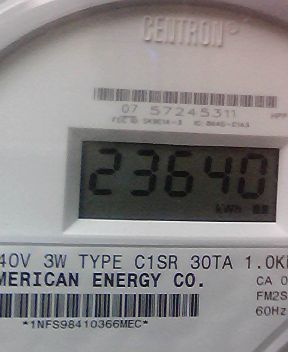 CENTRON®
07 57245311
23640
kWh
40V 3W TYPE C1SR 30TA 1.0K
MERICAN ENERGY CO.
CA 0
FM2S
60Hz
*1NFS98410366MEC*